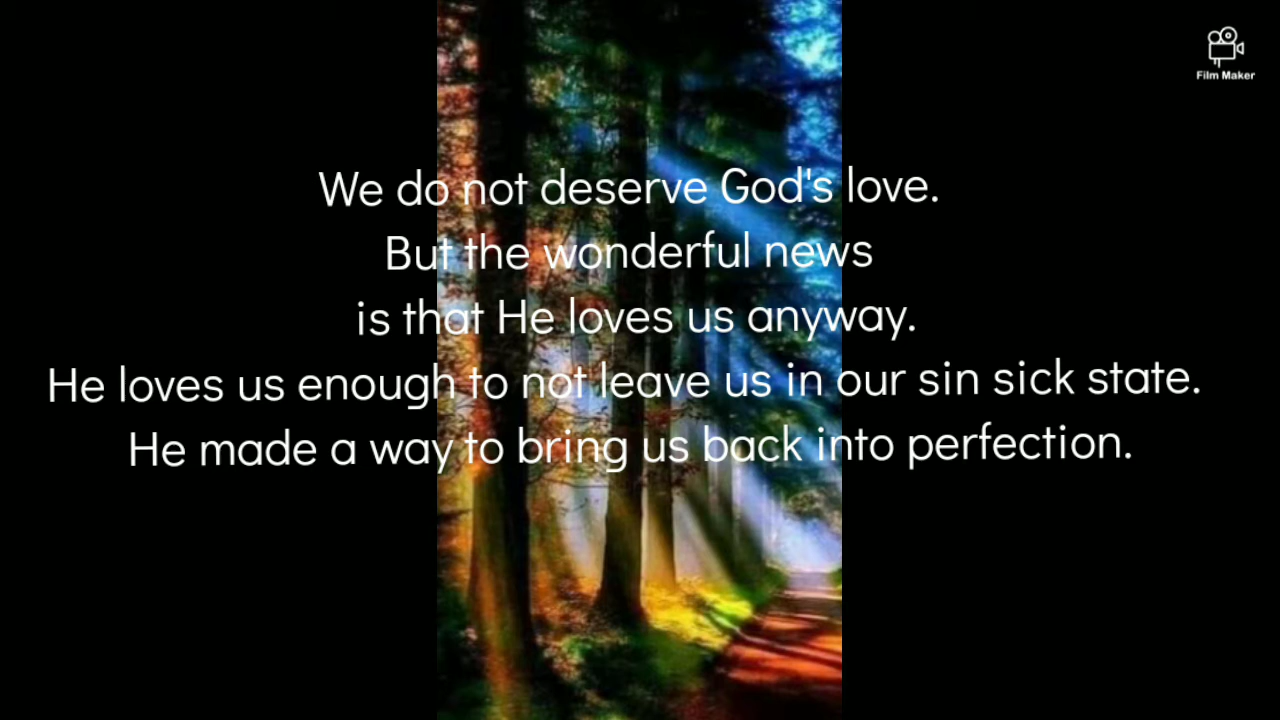 Film Maker
We do not deserve God's love.
But the wonderful news
is that He loves us anyway.
He loves us enough to not leave us in our sin sick state.
He made a way to bring us back into perfection.